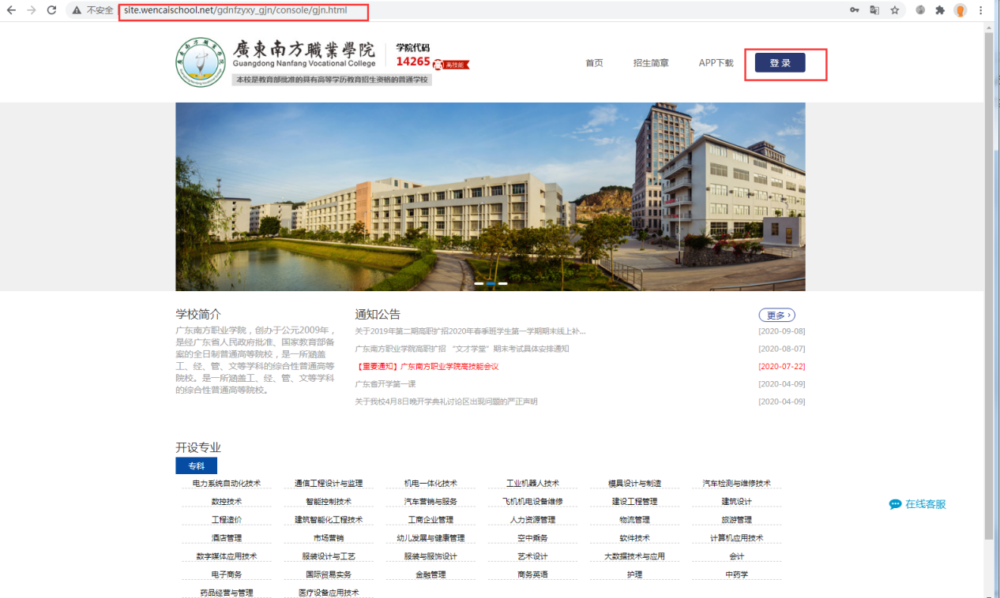 不安全 site.wencaischool.net/gdnfzyxy_gjn/console/gjn.html
廣東南方職業學院
Guangdong Nanfang Vocational College
学院代码
14265 高技能
本校是教育部批准的具有高等学历教育招生资格的普通学校
首页 招生简章 APP下载 登录
学校简介
广东南方职业学院，创办于公元2009年，
是经广东省人民政府批准、国家教育部备
案的全日制普通高等院校，是一所涵盖
工、经、管、文等学科的综合性普通高等
院校。是一所涵盖工、经、管、文等学科
的综合性普通高等院校。
通知公告 更多 ›
关于2019年第二期高职扩招2020年春季班学生第一学期期末线上补... [2020-09-08]
广东南方职业学院高职扩招 “文才学堂”期末考试具体安排通知 [2020-08-07]
【重要通知】广东南方职业学院高技能会议 [2020-07-22]
广东省开学第一课 [2020-04-09]
关于我校4月8日晚开学典礼讨论区出现问题的严正声明 [2020-04-09]
开设专业
专科
电力系统自动化技术 通信工程设计与监理 机电一体化技术 工业机器人技术 模具设计与制造 汽车检测与维修技术
数控技术 智能控制技术 汽车营销与服务 飞机机电设备维修 建设工程管理 建筑设计
工程造价 建筑智能化工程技术 工商企业管理 人力资源管理 物流管理 旅游管理
酒店管理 市场营销 幼儿发展与健康管理 空中乘务 软件技术 计算机应用技术
数字媒体应用技术 服装设计与工艺 服装与服饰设计 艺术设计 大数据技术与应用 会计
电子商务 国际贸易实务 金融管理 商务英语 护理 中药学
药品经营与管理 医疗设备应用技术
在线客服